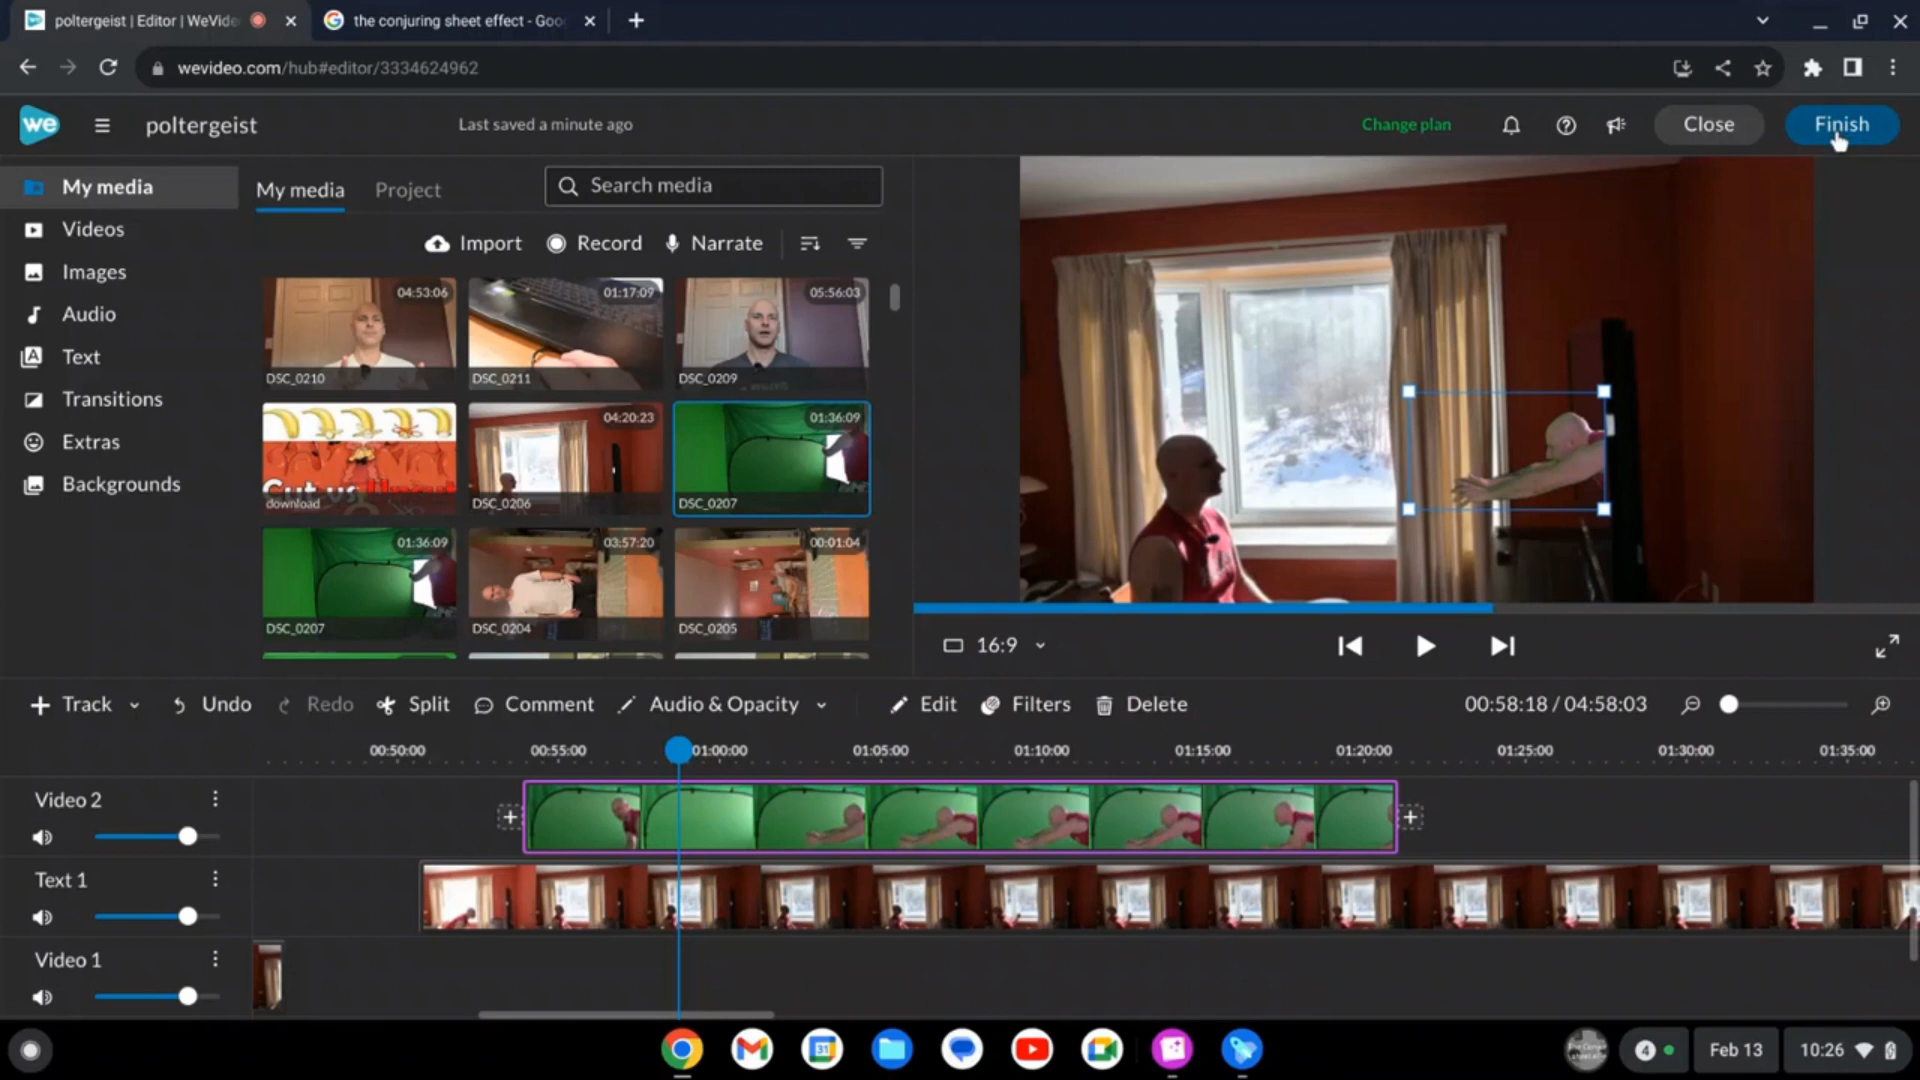 poltergeist | Editor | WeVide
the conjuring sheet effect - Goo
wevideo.com/hub#editor/3334624962
we
poltergeist
Last saved a minute ago
Change plan
Close
Finish
My media
Videos
Images
Audio
Text
Transitions
Extras
Backgrounds
My media
Project
Search media
Import
Record
Narrate
04:53:06
DSC_0210
01:17:09
DSC_0211
05:56:03
DSC_0209
download
04:20:23
DSC_0206
01:36:09
DSC_0207
01:36:09
DSC_0207
03:57:20
DSC_0204
00:01:04
DSC_0205
16:9
Track
Undo
Redo
Split
Comment
Audio & Opacity
Edit
Filters
Delete
00:58:18 / 04:58:03
00:50:00
00:55:00
01:00:00
01:05:00
01:10:00
01:15:00
01:20:00
01:25:00
01:30:00
01:35:00
Video 2
Text 1
Video 1
31
4
Feb 13
10:26